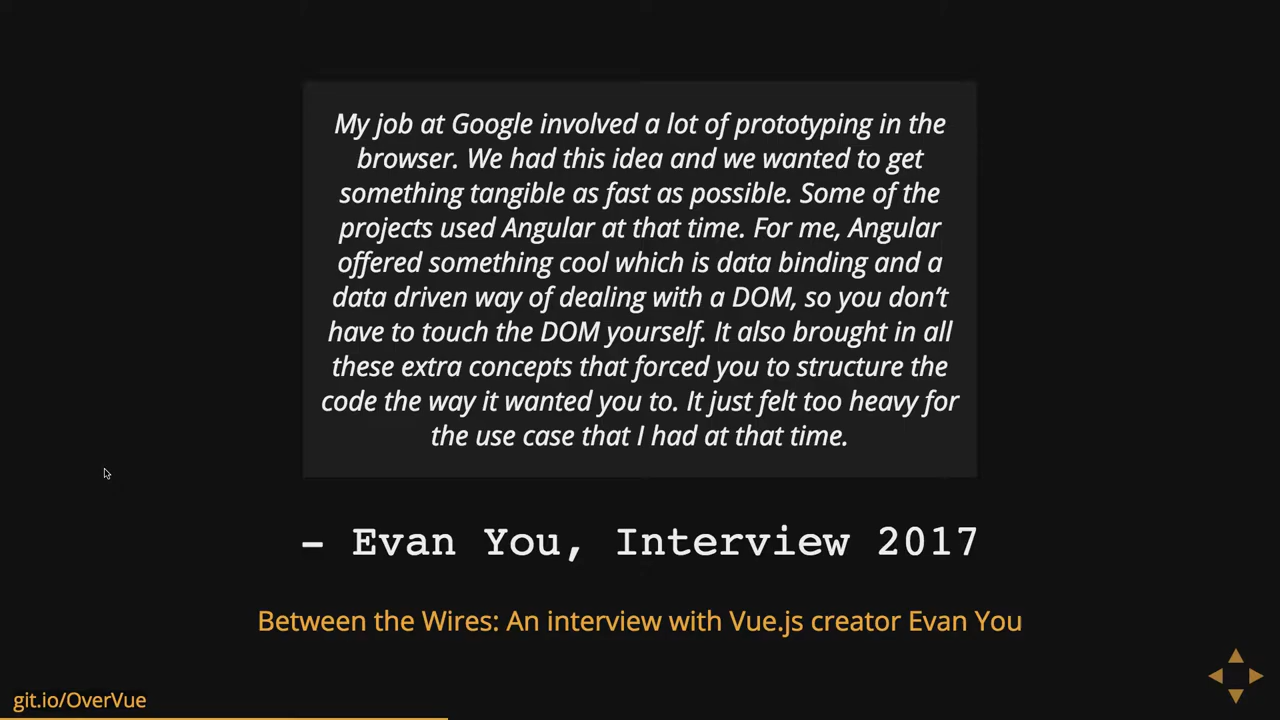 My job at Google involved a lot of prototyping in the
browser. We had this idea and we wanted to get
something tangible as fast as possible. Some of the
projects used Angular at that time. For me, Angular
offered something cool which is data binding and a
data driven way of dealing with a DOM, so you don’t
have to touch the DOM yourself. It also brought in all
these extra concepts that forced you to structure the
code the way it wanted you to. It just felt too heavy for
the use case that I had at that time.
– Evan You, Interview 2017
Between the Wires: An interview with Vue.js creator Evan You
git.io/OverVue